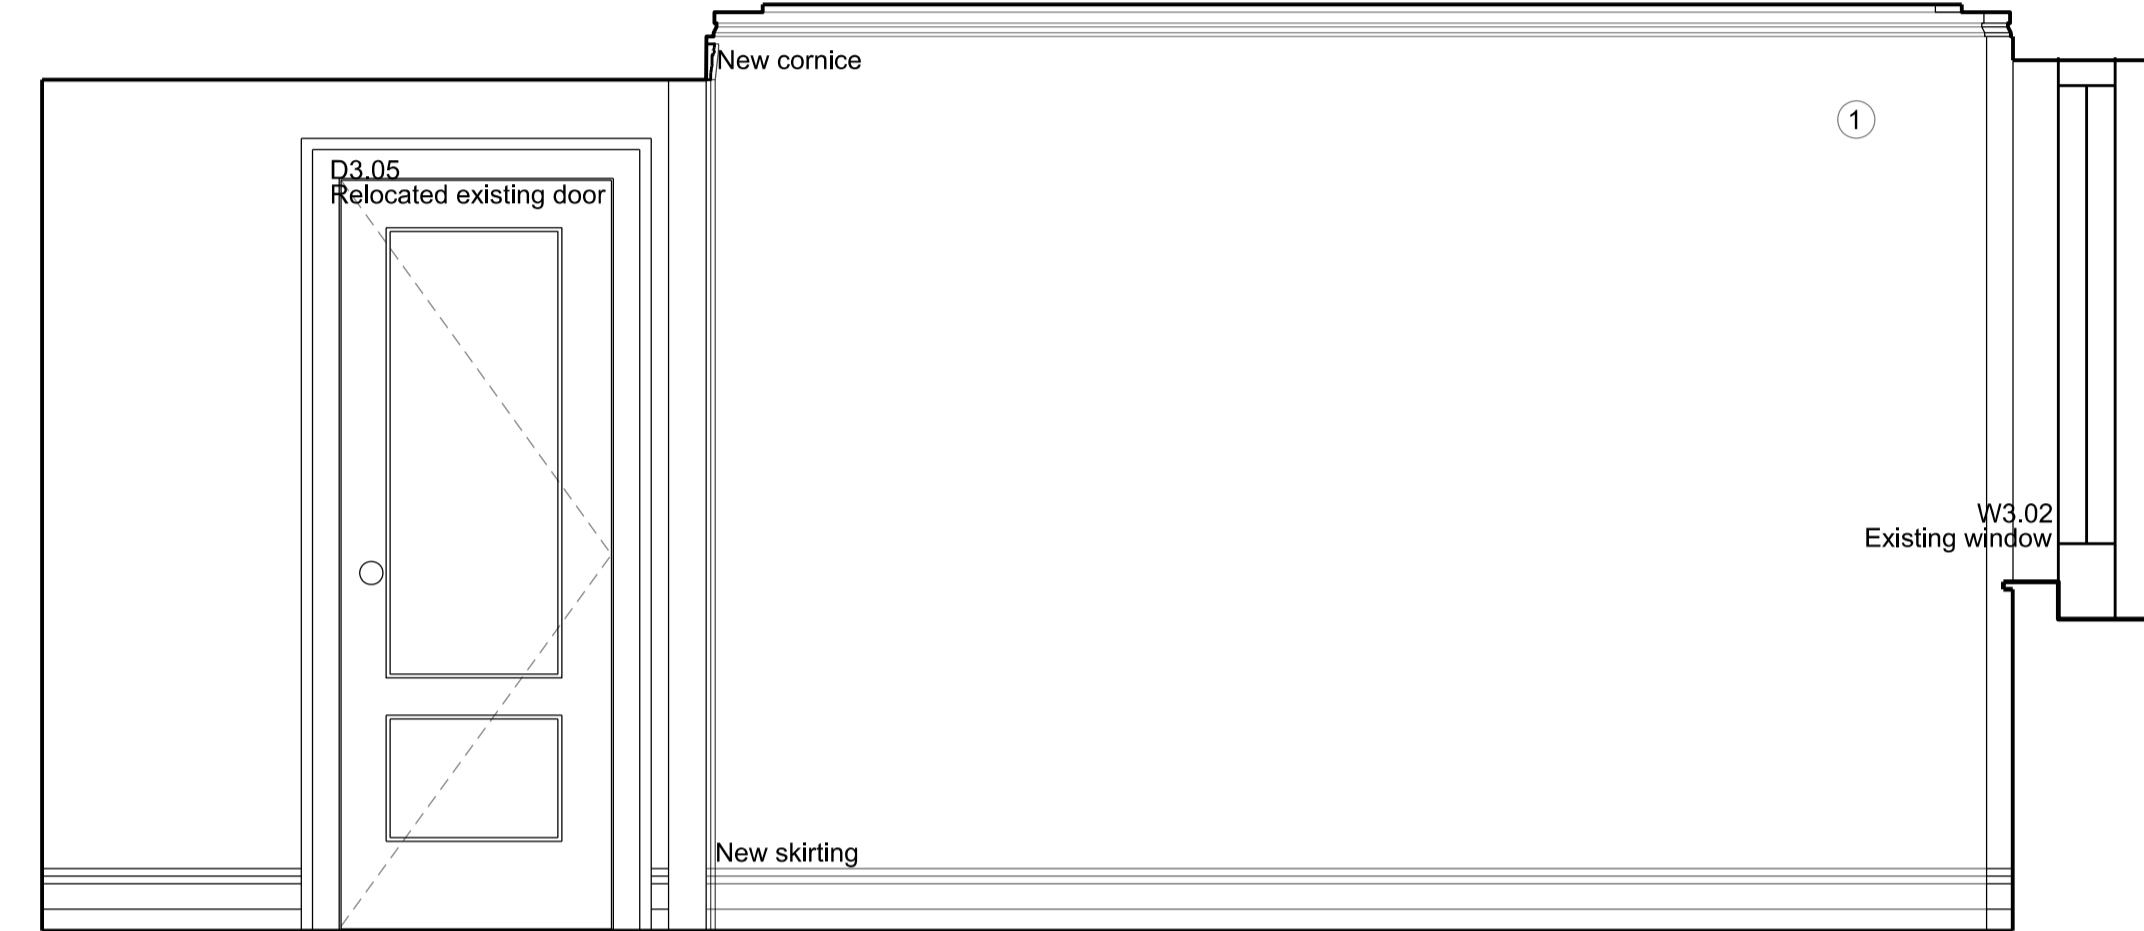 New cornice
1
D3.05
Relocated existing door
W3.02
Existing window
New skirting